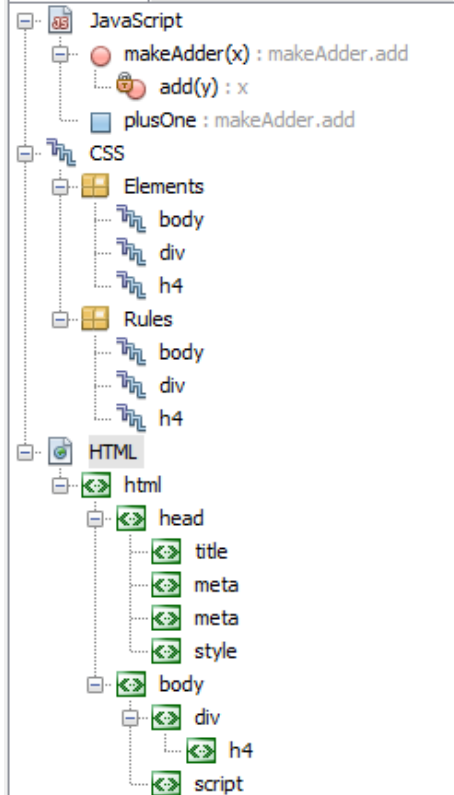 JavaScript
makeAdder(x) : makeAdder.add
add(y) : x
plusOne : makeAdder.add
CSS
Elements
body
div
h4
Rules
body
div
h4
HTML
html
head
title
meta
meta
style
body
div
h4
script